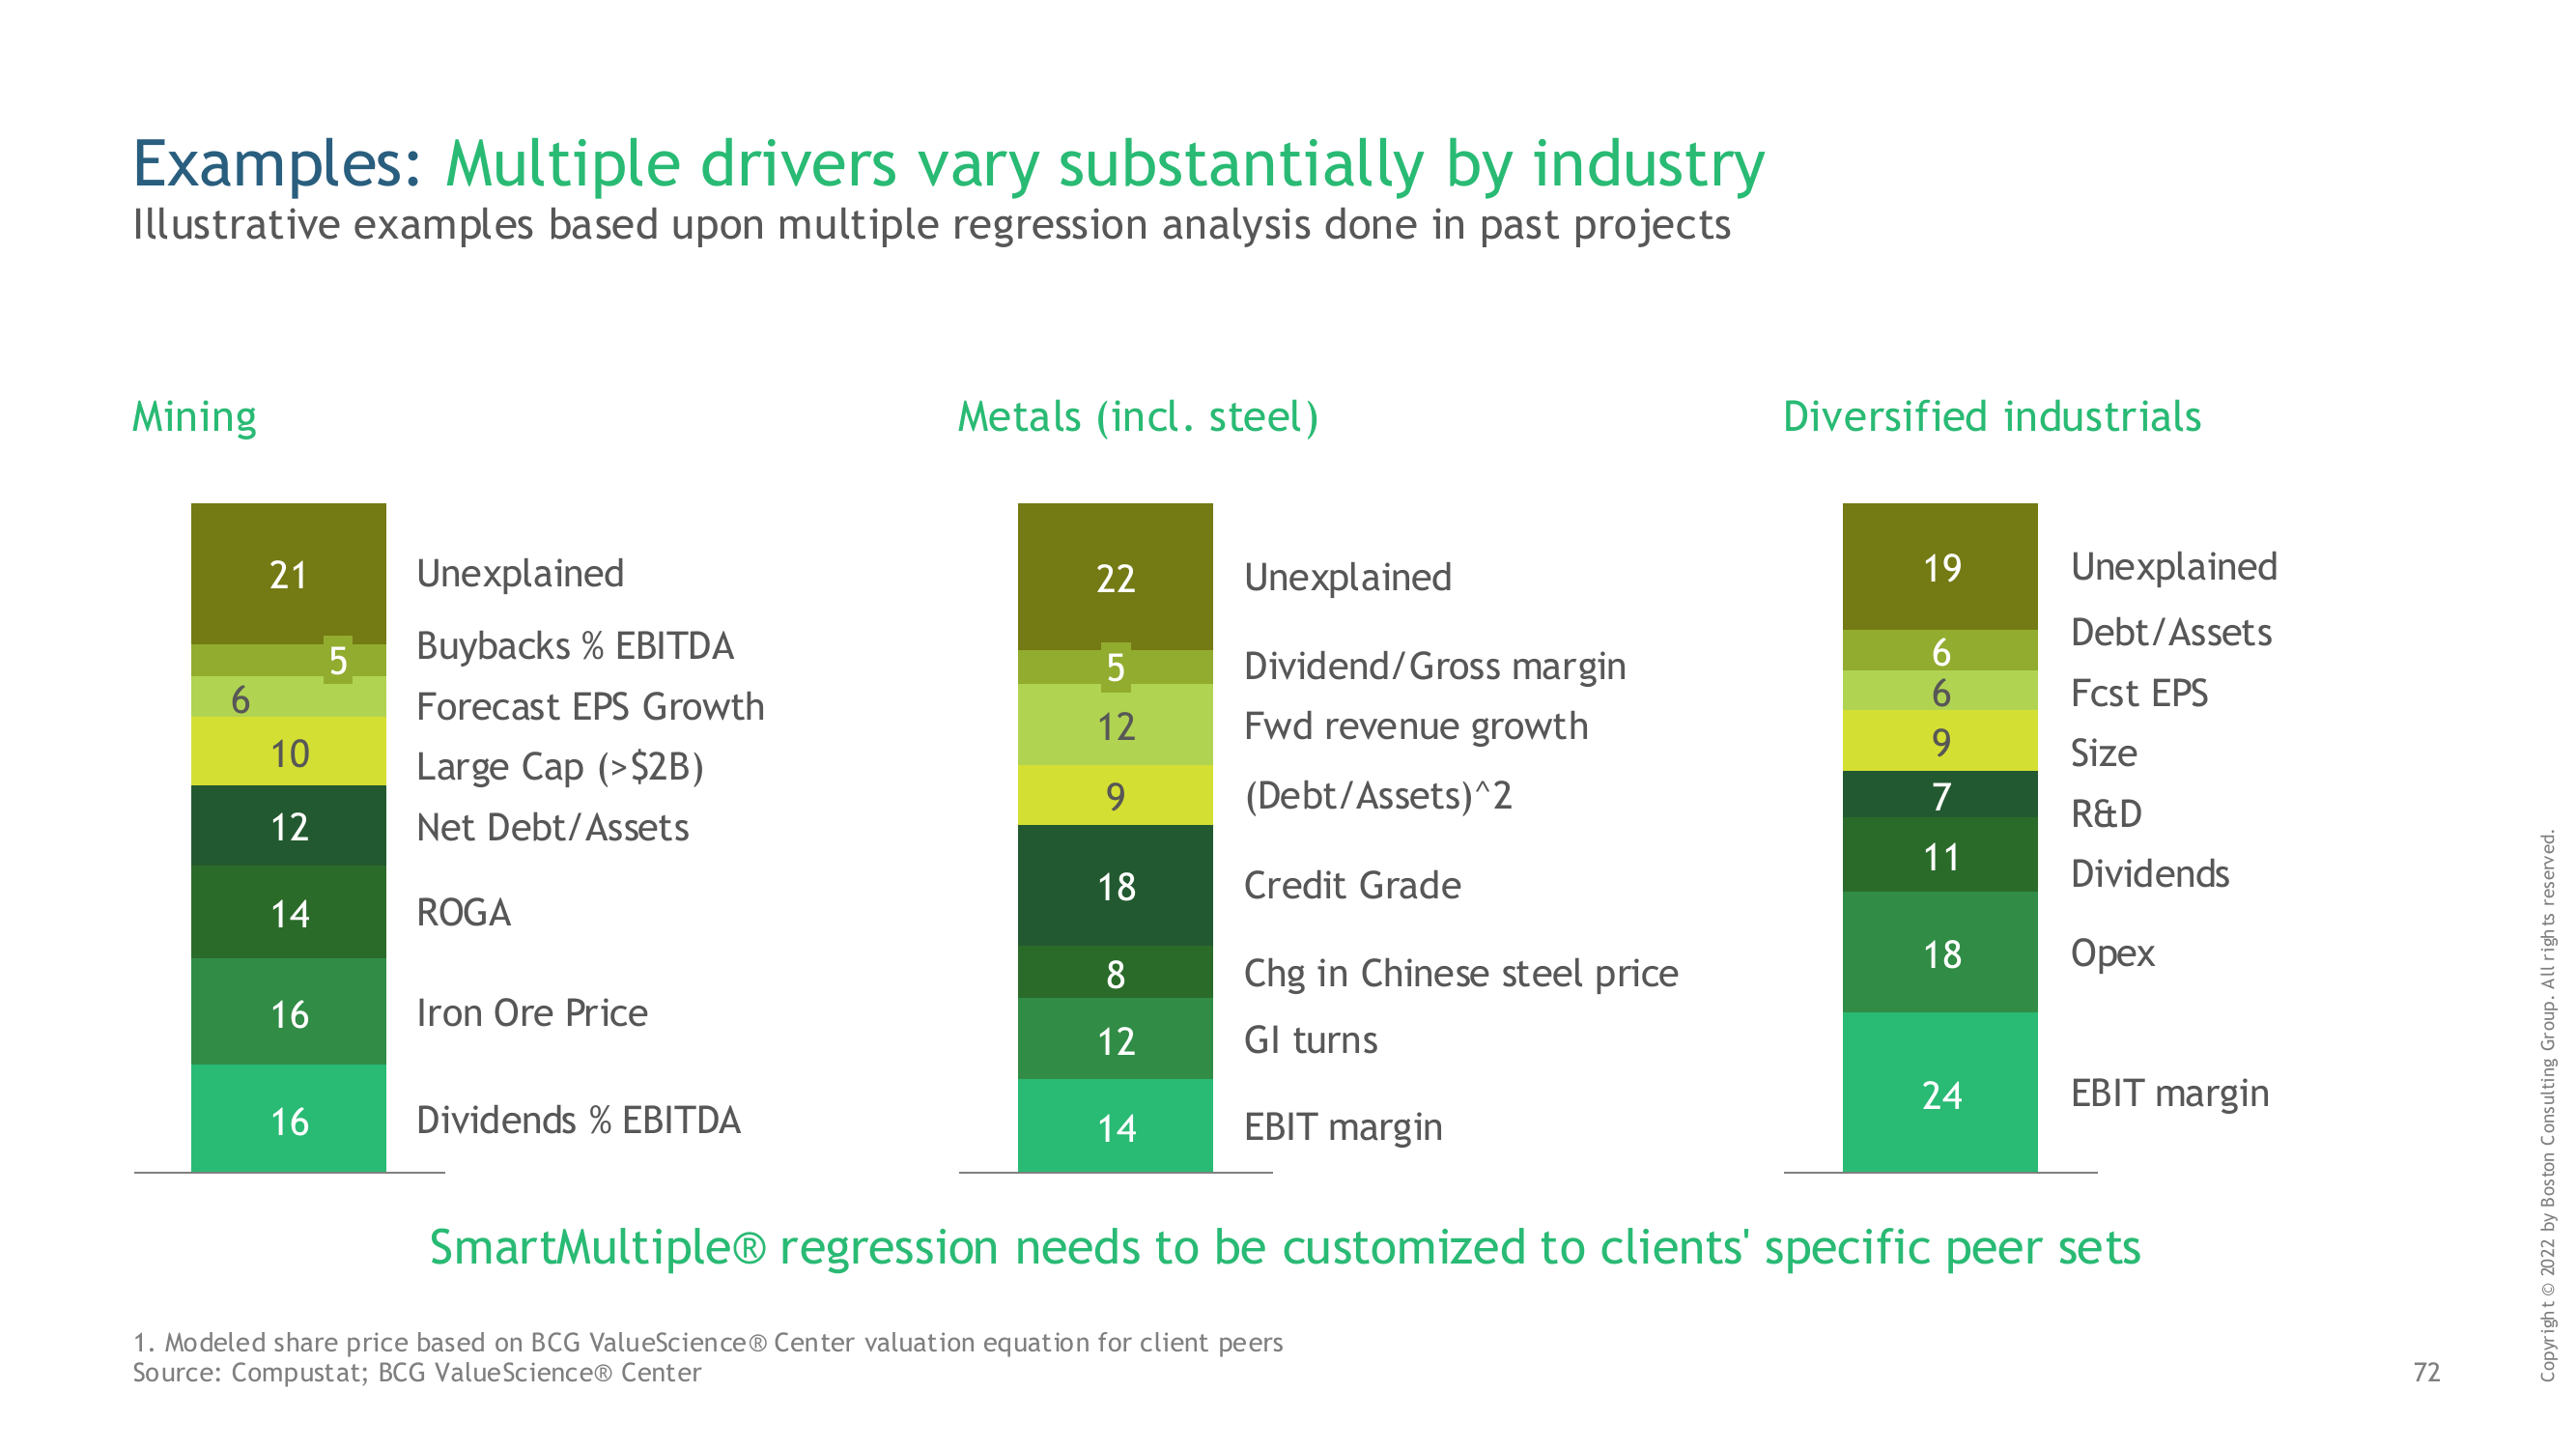 Examples: Multiple drivers vary substantially by industry
Illustrative examples based upon multiple regression analysis done in past projects
Mining
21 Unexplained
5 Buybacks % EBITDA
6 Forecast EPS Growth
10 Large Cap (>$2B)
12 Net Debt/Assets
14 ROGA
16 Iron Ore Price
16 Dividends % EBITDA
Metals (incl. steel)
22 Unexplained
5 Dividend/Gross margin
12 Fwd revenue growth
9 (Debt/Assets)^2
18 Credit Grade
8 Chg in Chinese steel price
12 GI turns
14 EBIT margin
Diversified industrials
19 Unexplained
6 Debt/Assets
6 Fcst EPS
9 Size
7 R&D
11 Dividends
18 Opex
24 EBIT margin
SmartMultiple® regression needs to be customized to clients' specific peer sets
1. Modeled share price based on BCG ValueScience® Center valuation equation for client peers
Source: Compustat; BCG ValueScience® Center
72
Copyright © 2022 by Boston Consulting Group. All rights reserved.